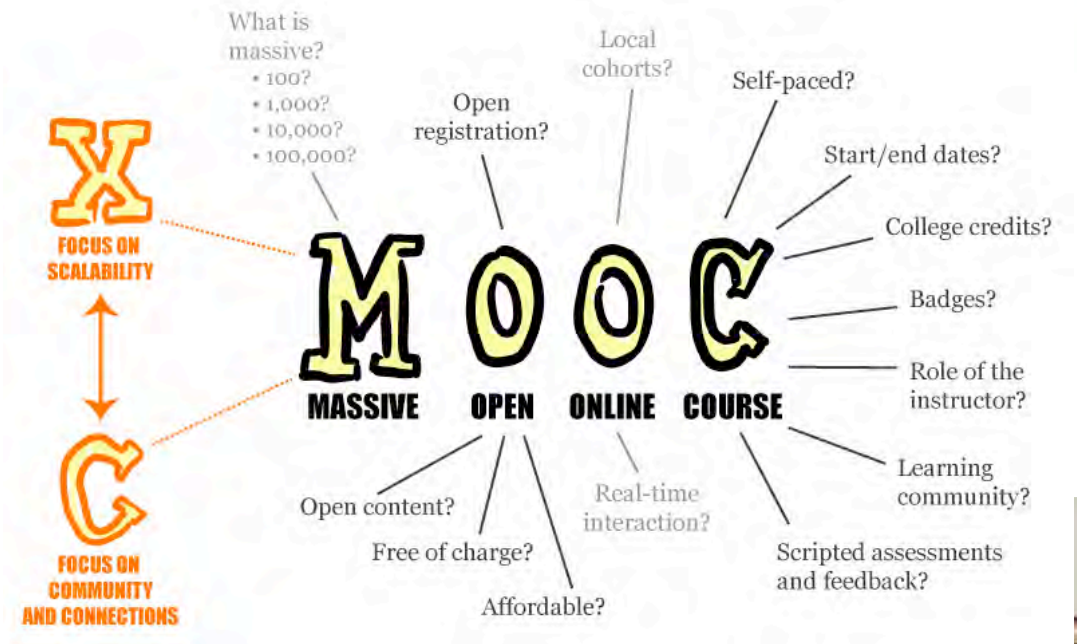 What is
massive?
• 100?
• 1,000?
• 10,000?
• 100,000?
Open
registration?
Local
cohorts?
Self-paced?
Start/end dates?
College credits?
Badges?
Role of the
instructor?
Learning
community?
Scripted assessments
and feedback?
X
FOCUS ON
SCALABILITY
C
FOCUS ON
COMMUNITY
AND CONNECTIONS
MOOC
MASSIVE OPEN ONLINE COURSE
Open content?
Free of charge?
Affordable?
Real-time
interaction?